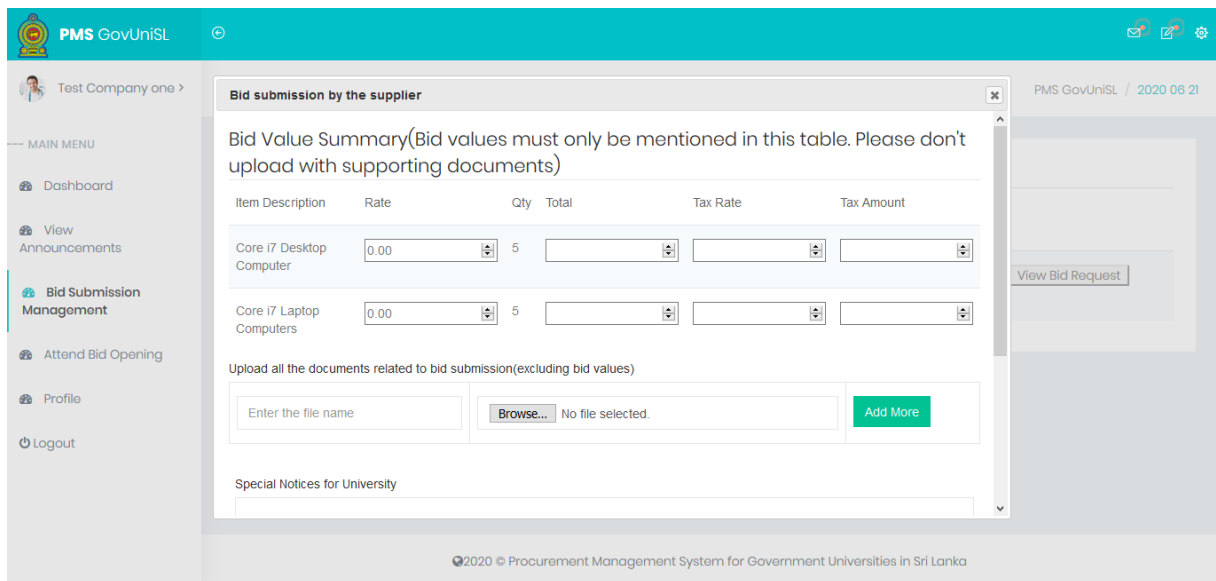 PMS GovUniSL
Test Company one >
PMS GovUniSL / 2020 06 21
--- MAIN MENU
Dashboard
View
Announcements
Bid Submission
Management
Attend Bid Opening
Profile
Logout
Bid submission by the supplier
Bid Value Summary(Bid values must only be mentioned in this table. Please don't
upload with supporting documents)
Item Description Rate Qty Total Tax Rate Tax Amount
Core i7 Desktop
Computer 0.00 5
Core i7 Laptop
Computers 0.00 5
Upload all the documents related to bid submission(excluding bid values)
Enter the file name Browse... No file selected. Add More
Special Notices for University
View Bid Request
2020 © Procurement Management System for Government Universities in Sri Lanka